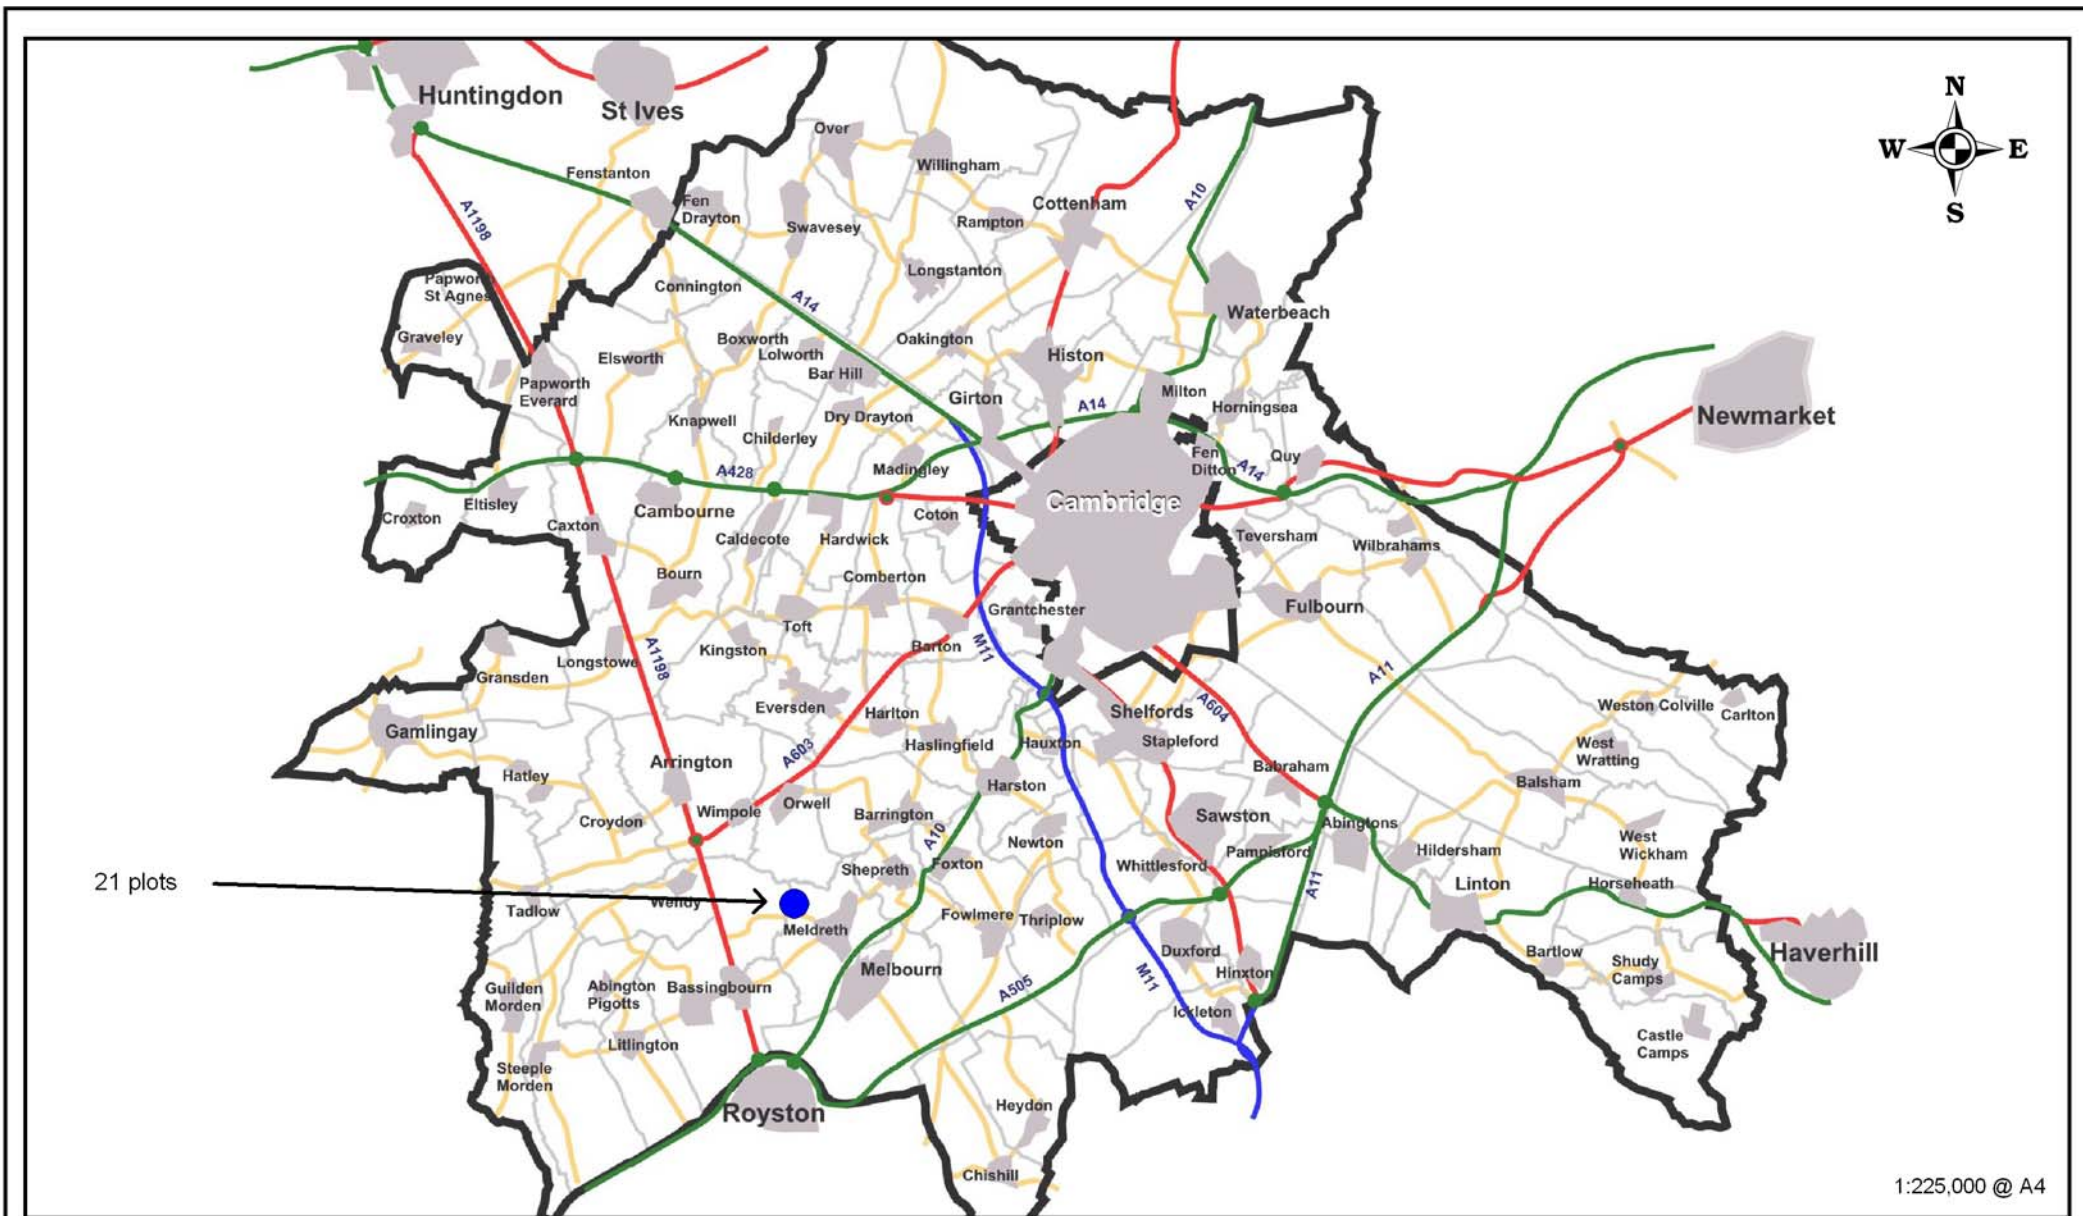 Huntingdon
St Ives
N
W E
S
Over
Willingham
Fenstanton
Fen
Drayton
Cottenham
A10
A1198
Swavesey
Rampton
Longstanton
Papworth
St Agnes
Connington
A14
Waterbeach
Graveley
Elsworth
Boxworth
Lolworth
Bar Hill
Oakington
Histon
Papworth
Everard
Girton
A14
Milton
Horningsea
Newmarket
Knapwell
Dry Drayton
Childerley
Madingley
Fen
Ditton
A14
Quy
A428
Croxton
Eltisley
Cambourne
Coton
Cambridge
Caxton
Caldecote
Hardwick
Teversham
Wilbrahams
Bourn
Comberton
Grantchester
Fulbourn
Toft
Longstowe
A1198
Kingston
Barton
M11
Gransden
A11
Gamlingay
Eversden
Harlton
Haslingfield
Hauxton
Shelfords
A604
Stapleford
Weston Colville
Carlton
A603
West
Wratting
Arrington
Hatley
Babraham
Balsham
Croydon
Wimpole
Orwell
Barrington
Harston
Sawston
Abingtons
A10
Newton
Whittlesford
Pampisford
Hildersham
West
Wickham
21 plots
Shepreth
Foxton
Linton
Horseheath
Tadlow
Wendy
Meldreth
Fowlmere
Thriplow
A11
Duxford
Bartlow
Shudy
Camps
Haverhill
Melbourn
Guilden
Morden
Abington
Pigotts
Bassingbourn
A505
M11
Hinxton
Ickleton
Litlington
Castle
Camps
Steeple
Morden
Royston
Heydon
Chishill
1:225,000 @ A4